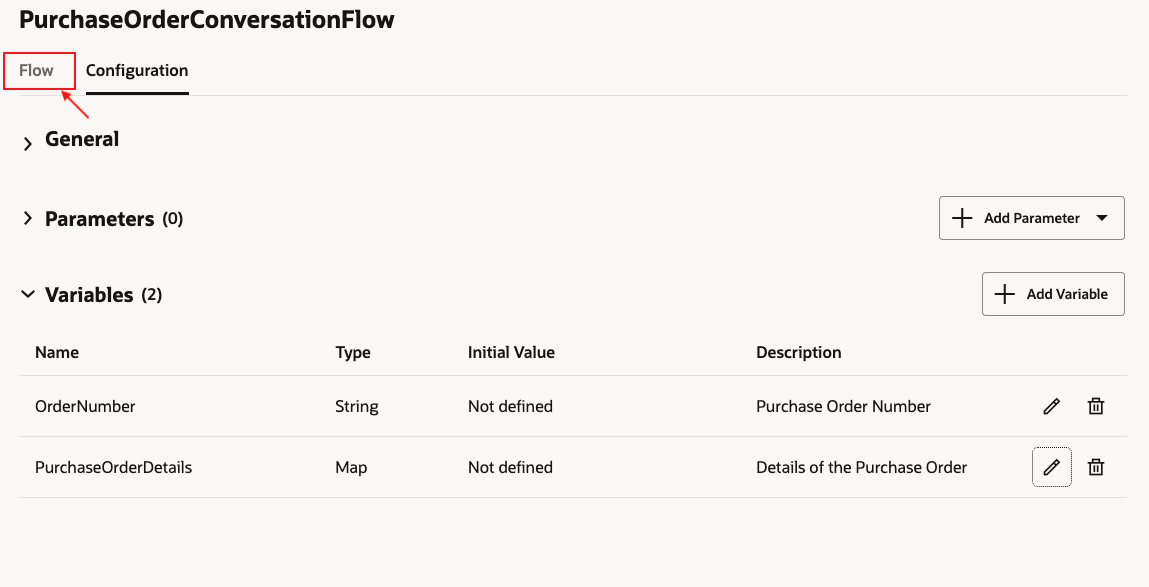 PurchaseOrderConversationFlow
Flow Configuration
General
Parameters (0) Add Parameter
Variables (2) Add Variable
Name Type Initial Value Description
OrderNumber String Not defined Purchase Order Number
PurchaseOrderDetails Map Not defined Details of the Purchase Order